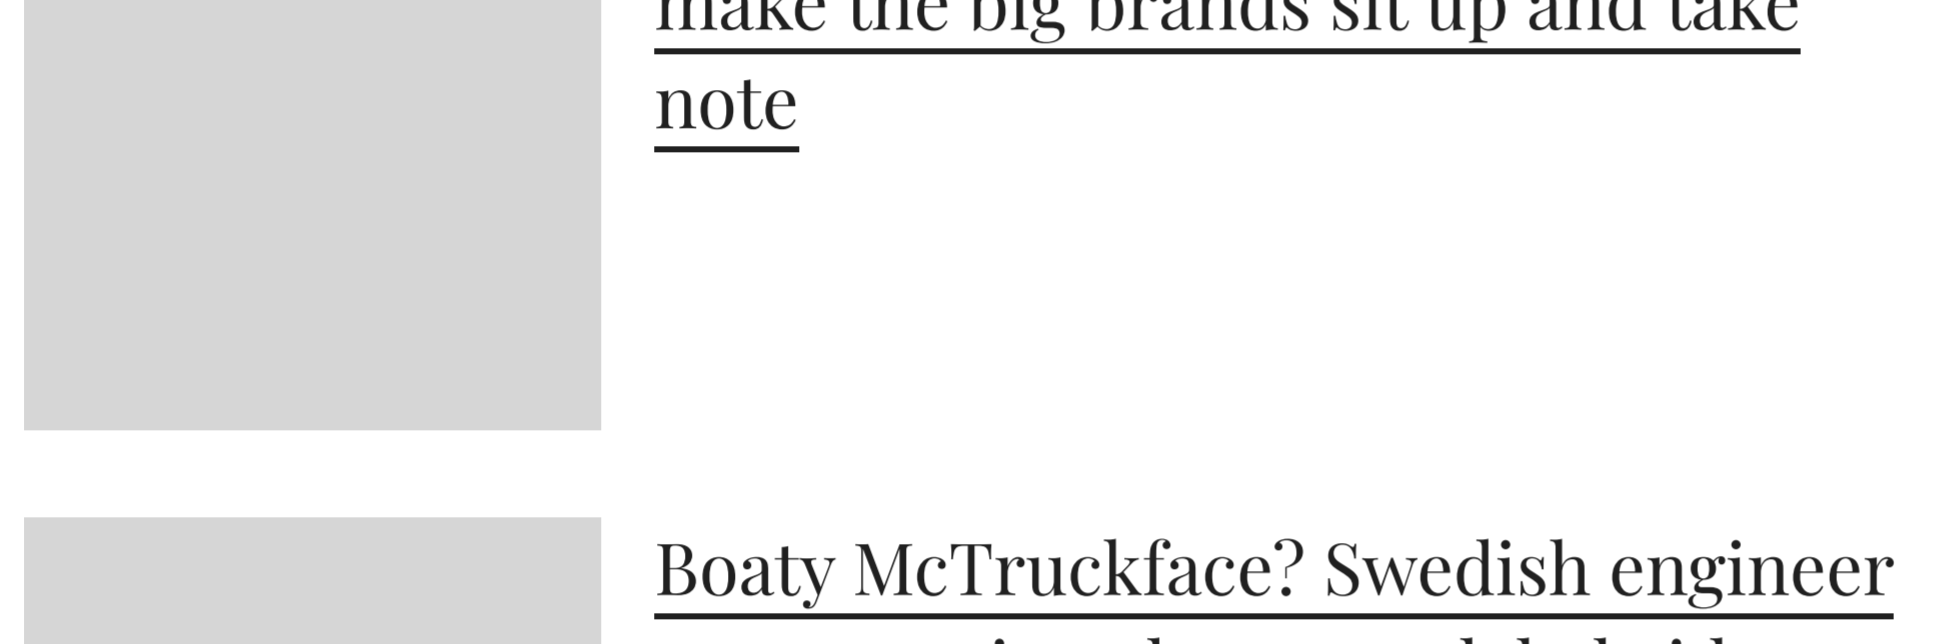 make the big brands sit up and take
note
Boaty McTruckface? Swedish engineer